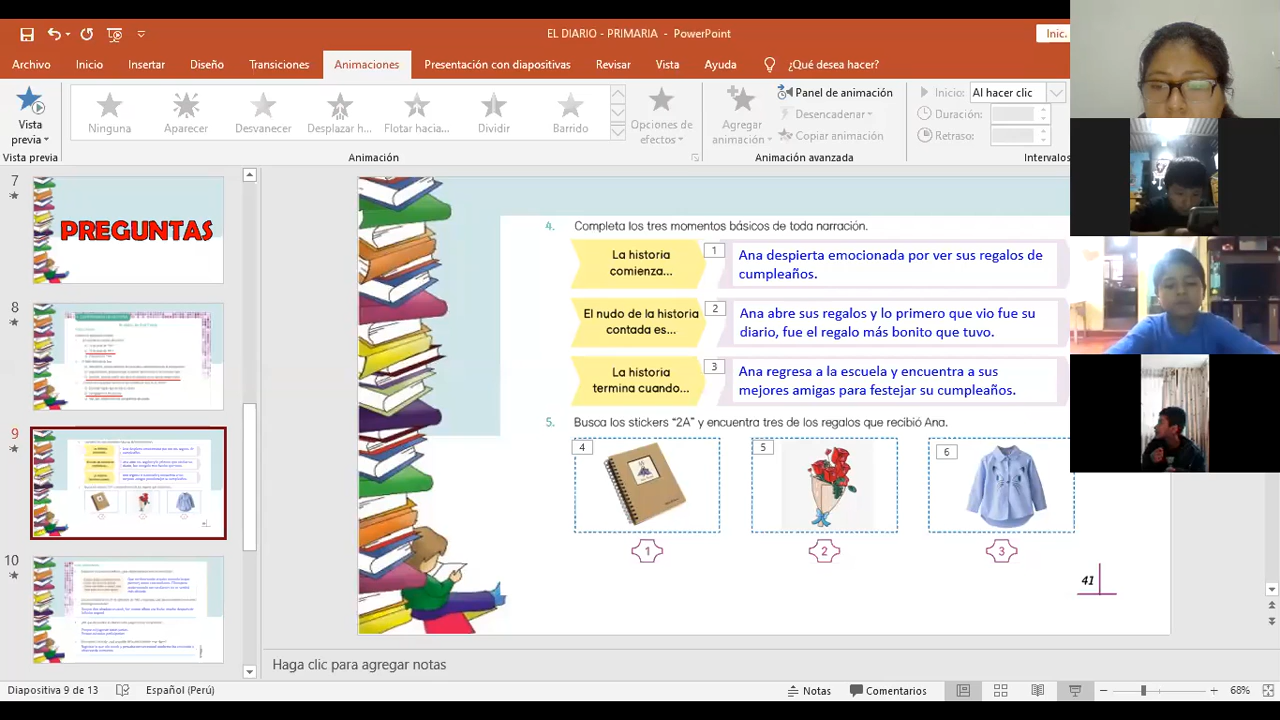 EL DIARIO - PRIMARIA - PowerPoint
Inic.
Archivo Inicio Insertar Diseño Transiciones Animaciones Presentación con diapositivas Revisar Vista Ayuda ¿Qué desea hacer?
Vista previa
Ninguna Aparecer Desvanecer Desplazar h... Flotar hacia... Dividir Barrido
Opciones de efectos
Agregar animación
Panel de animación
Desencadenar
Copiar animación
Inicio: Al hacer clic
Duración:
Retraso:
Vista previa Animación Animación avanzada Intervalos
7
PREGUNTAS
8
9
10
4. Completa los tres momentos básicos de toda narración.
La historia comienza...
1
Ana despierta emocionada por ver sus regalos de
cumpleaños.
El nudo de la historia contada es...
2
Ana abre sus regalos y lo primero que vio fue su
diario, el regalo más bonito que tuvo.
La historia termina cuando...
Ana regresa a la escuela y encuentra a sus
mejores amigas para festejar su cumpleaños.
5. Busca los stickers “2A” y encuentra tres de los regalos que recibió Ana.
4 5 6
1 2 3
41
Haga clic para agregar notas
Diapositiva 9 de 13 Español (Perú) Notas Comentarios 68%